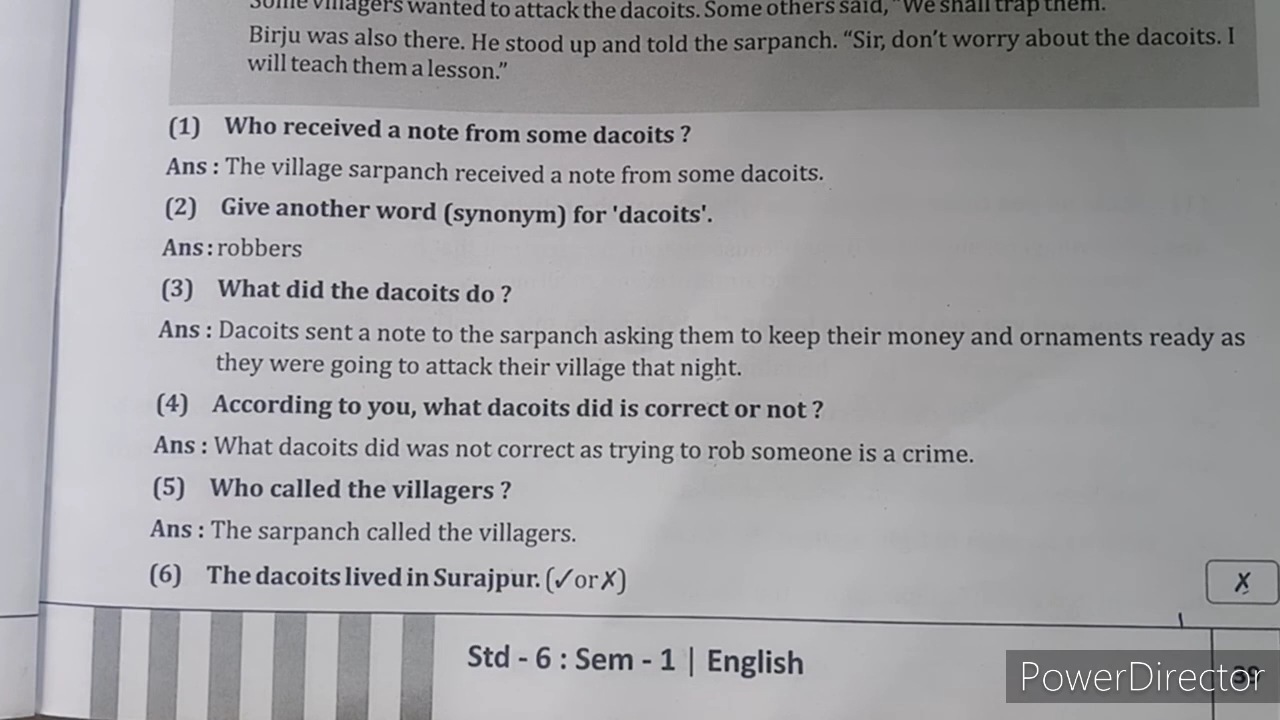 Some villagers wanted to attack the dacoits. Some others said, "We shall trap them.
Birju was also there. He stood up and told the sarpanch. “Sir, don’t worry about the dacoits. I
will teach them a lesson.”
(1) Who received a note from some dacoits ?
Ans : The village sarpanch received a note from some dacoits.
(2) Give another word (synonym) for 'dacoits'.
Ans : robbers
(3) What did the dacoits do ?
Ans : Dacoits sent a note to the sarpanch asking them to keep their money and ornaments ready as
they were going to attack their village that night.
(4) According to you, what dacoits did is correct or not ?
Ans : What dacoits did was not correct as trying to rob someone is a crime.
(5) Who called the villagers ?
Ans : The sarpanch called the villagers.
(6) The dacoits lived in Surajpur. (✓ or ✗)
✗
Std - 6 : Sem - 1 | English
39
PowerDirector